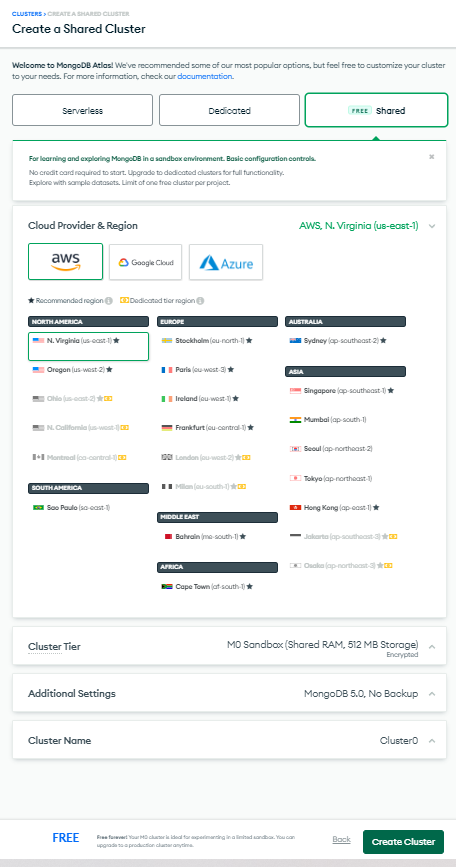 CLUSTERS > CREATE A SHARED CLUSTER
Create a Shared Cluster
Welcome to MongoDB Atlas! We've recommended some of our most popular options, but feel free to customize your cluster
to your needs. For more information, check our documentation.
Serverless
Dedicated
FREE Shared
For learning and exploring MongoDB in a sandbox environment. Basic configuration controls.
No credit card required to start. Upgrade to dedicated clusters for full functionality.
Explore with sample datasets. Limit of one free cluster per project.
Cloud Provider & Region
AWS, N. Virginia (us-east-1)
aws
Google Cloud
Azure
Recommended region
Dedicated tier region
NORTH AMERICA
N. Virginia (us-east-1)
Oregon (us-west-2)
Ohio (us-east-2)
N. California (us-west-1)
Montreal (ca-central-1)
SOUTH AMERICA
Sao Paulo (sa-east-1)
EUROPE
Stockholm (eu-north-1)
Paris (eu-west-3)
Ireland (eu-west-1)
Frankfurt (eu-central-1)
London (eu-west-2)
Milan (eu-south-1)
MIDDLE EAST
Bahrain (me-south-1)
AFRICA
Cape Town (af-south-1)
AUSTRALIA
Sydney (ap-southeast-2)
ASIA
Singapore (ap-southeast-1)
Mumbai (ap-south-1)
Seoul (ap-northeast-2)
Tokyo (ap-northeast-1)
Hong Kong (ap-east-1)
Jakarta (ap-southeast-3)
Osaka (ap-northeast-3)
Cluster Tier
M0 Sandbox (Shared RAM, 512 MB Storage)
Encrypted
Additional Settings
MongoDB 5.0, No Backup
Cluster Name
Cluster0
FREE
Free forever! Your M0 cluster is ideal for experimenting in a limited sandbox. You can
upgrade to a production cluster anytime.
Back
Create Cluster